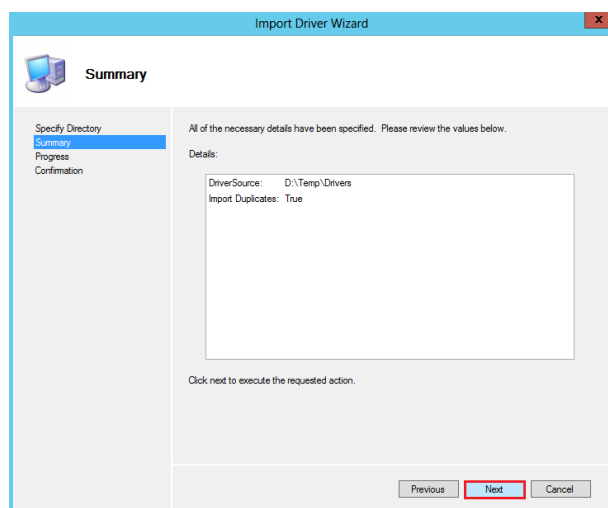 Import Driver Wizard
x
Summary
Specify Directory
Summary
Progress
Confirmation
All of the necessary details have been specified.  Please review the values below.
Details:
DriverSource: D:\Temp\Drivers
Import Duplicates: True
Click next to execute the requested action.
Previous Next Cancel